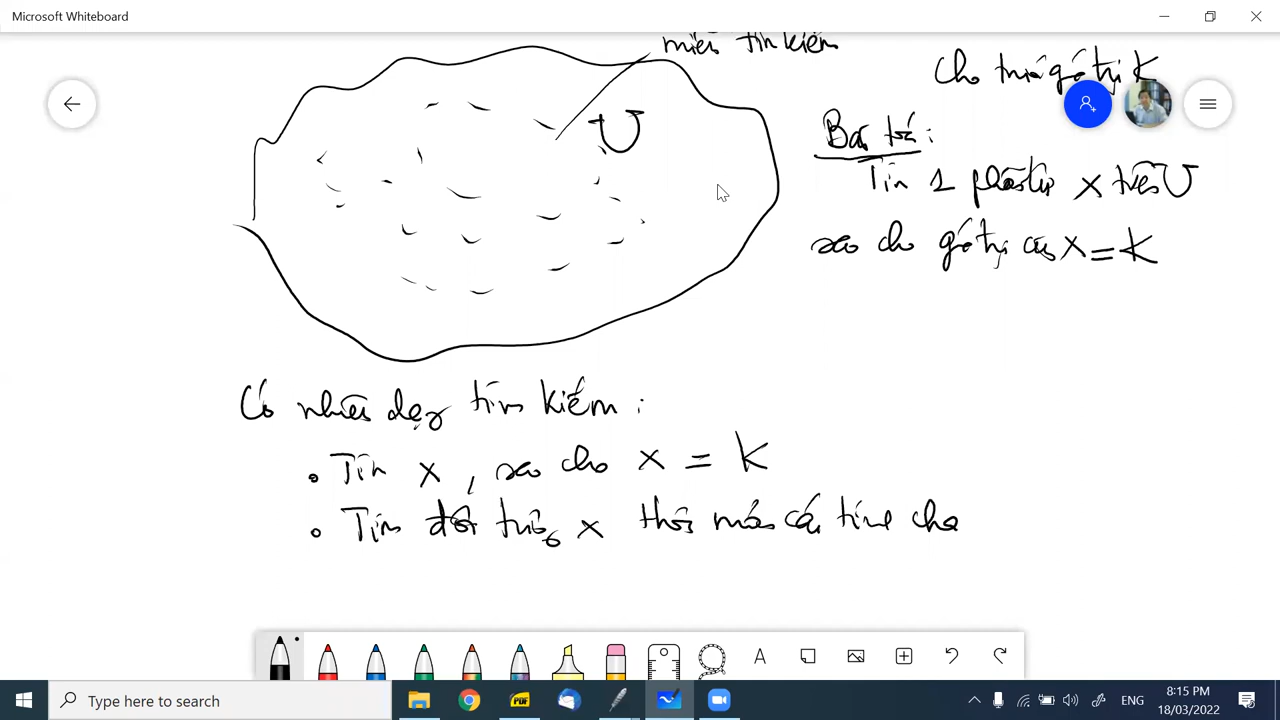 Microsoft Whiteboard
miền tìm kiếm
Cho trước giá trị K
U
Bài toán:
Tìm 1 phần tử x trên U
sao cho giá trị của x = K
Có nhiều dạng tìm kiếm:
• Tìm x, sao cho x = K
• Tìm đối tượng x thỏa mãn các tính chấ
Type here to search
ENG
8:15 PM
18/03/2022